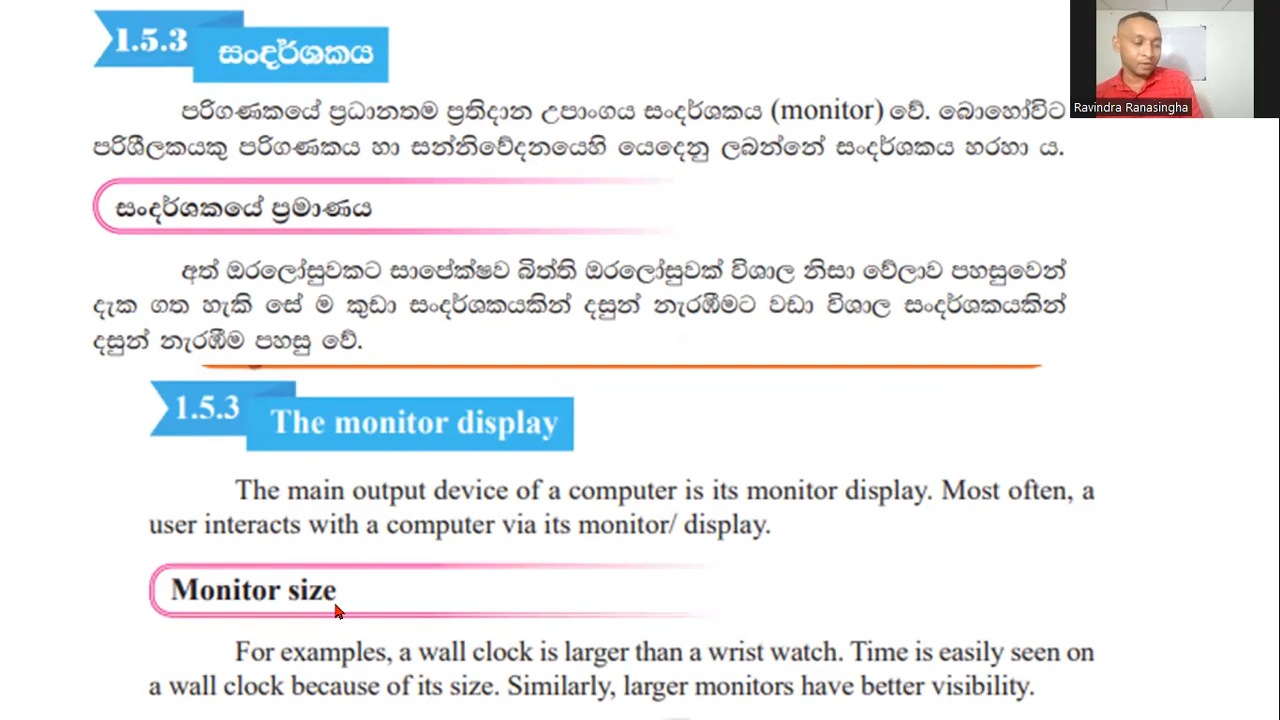 1.5.3 සංදර්ශකය
පරිගණකයේ ප්‍රධානතම ප්‍රතිදාන උපාංගය සංදර්ශකය (monitor) වේ. බොහෝවිට
පරිශීලකයකු පරිගණකය හා සන්නිවේදනයෙහි යෙදෙනු ලබන්නේ සංදර්ශකය හරහා ය.
සංදර්ශකයේ ප්‍රමාණය
අත් ඔරලෝසුවකට සාපේක්ෂව බිත්ති ඔරලෝසුවක් විශාල නිසා වේලාව පහසුවෙන්
දැක ගත හැකි සේ ම කුඩා සංදර්ශකයකින් දසුන් නැරඹීමට වඩා විශාල සංදර්ශකයකින්
දසුන් නැරඹීම පහසු වේ.
1.5.3 The monitor display
The main output device of a computer is its monitor display. Most often, a
user interacts with a computer via its monitor/ display.
Monitor size
For examples, a wall clock is larger than a wrist watch. Time is easily seen on
a wall clock because of its size. Similarly, larger monitors have better visibility.
Ravindra Ranasingha